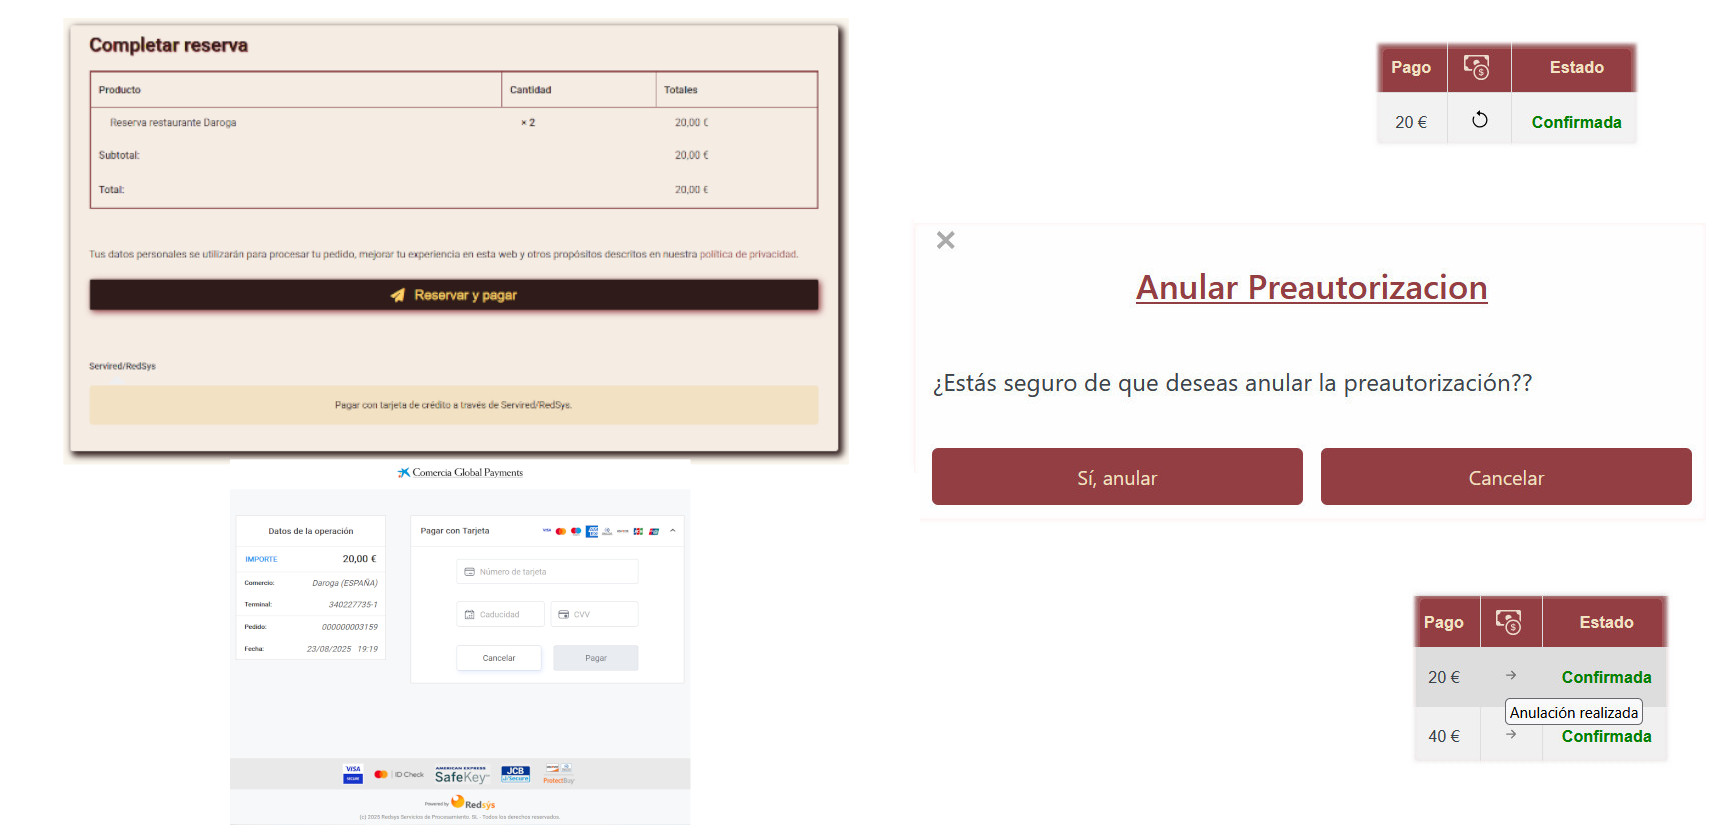 Completar reserva
Producto Cantidad Totales
Reserva restaurante Daroga × 2 20,00 €
Subtotal: 20,00 €
Total: 20,00 €
Tus datos personales se utilizarán para procesar tu pedido, mejorar tu experiencia en esta web y otros propósitos descritos en nuestra política de privacidad.
Reservar y pagar
Servired/RedSys
Pagar con tarjeta de crédito a través de Servired/RedSys.
Comercia Global Payments
Datos de la operación
IMPORTE 20,00 €
Comercio: Daroga (ESPAÑA)
Terminal: 340227735-1
Pedido: 000000003159
Fecha: 23/08/2025 19:19
Pagar con Tarjeta
Número de tarjeta
Caducidad CVV
Cancelar Pagar
VISA SECURE ID Check AMERICAN EXPRESS SafeKey JCB J/Secure ProtectBuy
Powered by Redsýs
(c) 2025 Redsys Servicios de Procesamiento. SL - Todos los derechos reservados.
Pago Estado
20 € Confirmada
Anular Preautorizacion
¿Estás seguro de que deseas anular la preautorización??
Sí, anular Cancelar
Pago Estado
20 € → Confirmada
Anulación realizada
40 € → Confirmada